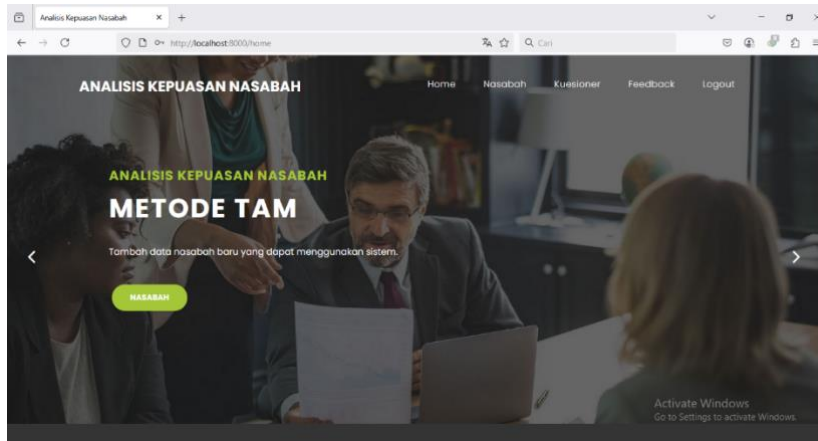 Analisis Kepuasan Nasabah
http://localhost:8000/home
Cari
ANALISIS KEPUASAN NASABAH
Home Nasabah Kuesioner Feedback Logout
ANALISIS KEPUASAN NASABAH
METODE TAM
Tambah data nasabah baru yang dapat menggunakan sistem.
NASABAH
Activate Windows
Go to Settings to activate Windows.